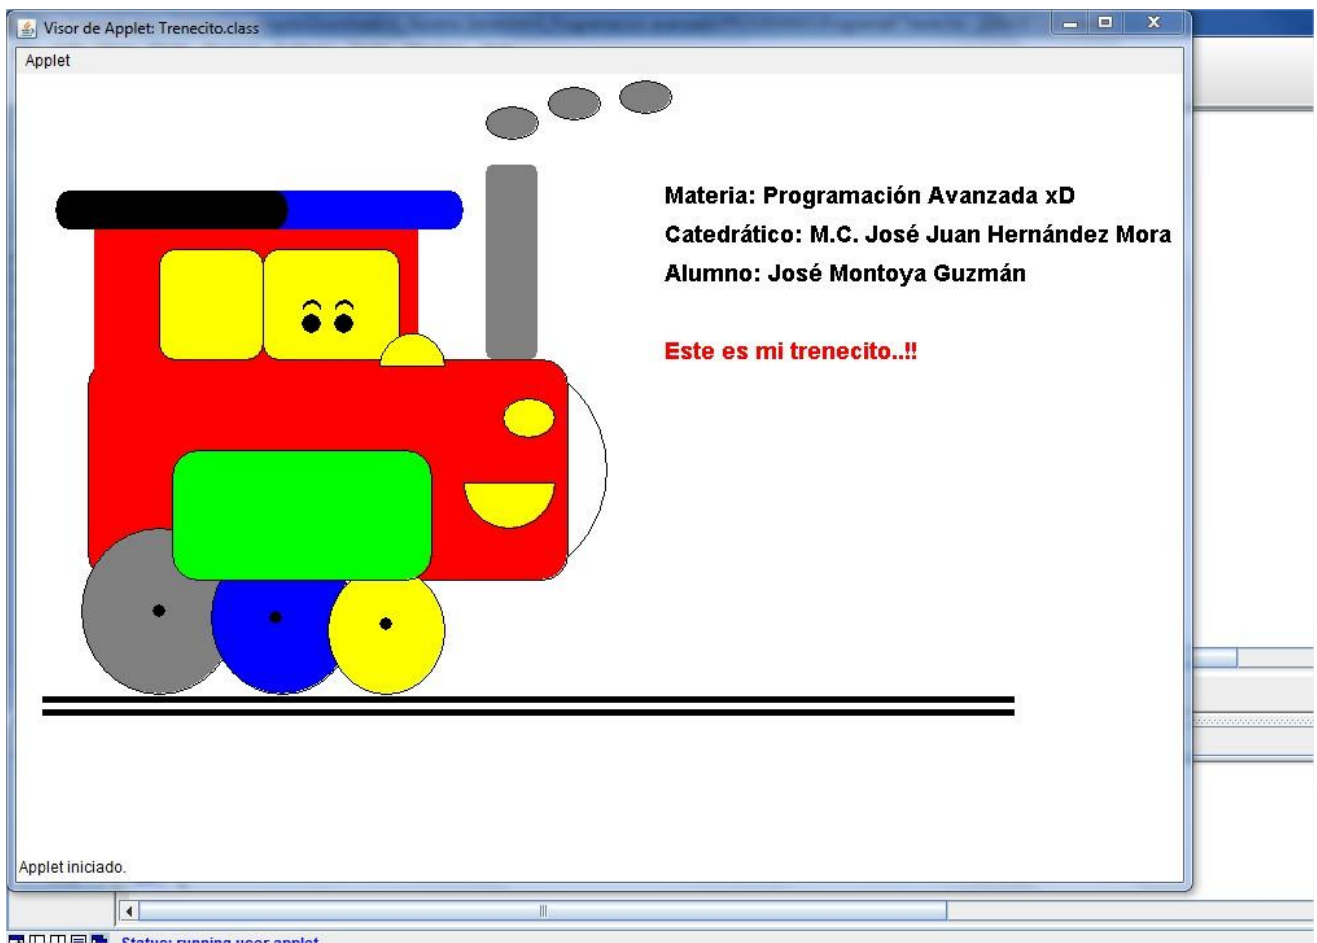 Visor de Applet: Trenecito.class
Applet
Materia: Programación Avanzada xD
Catedrático: M.C. José Juan Hernández Mora
Alumno: José Montoya Guzmán
Este es mi trenecito..!!
Applet iniciado.
Status: running user applet